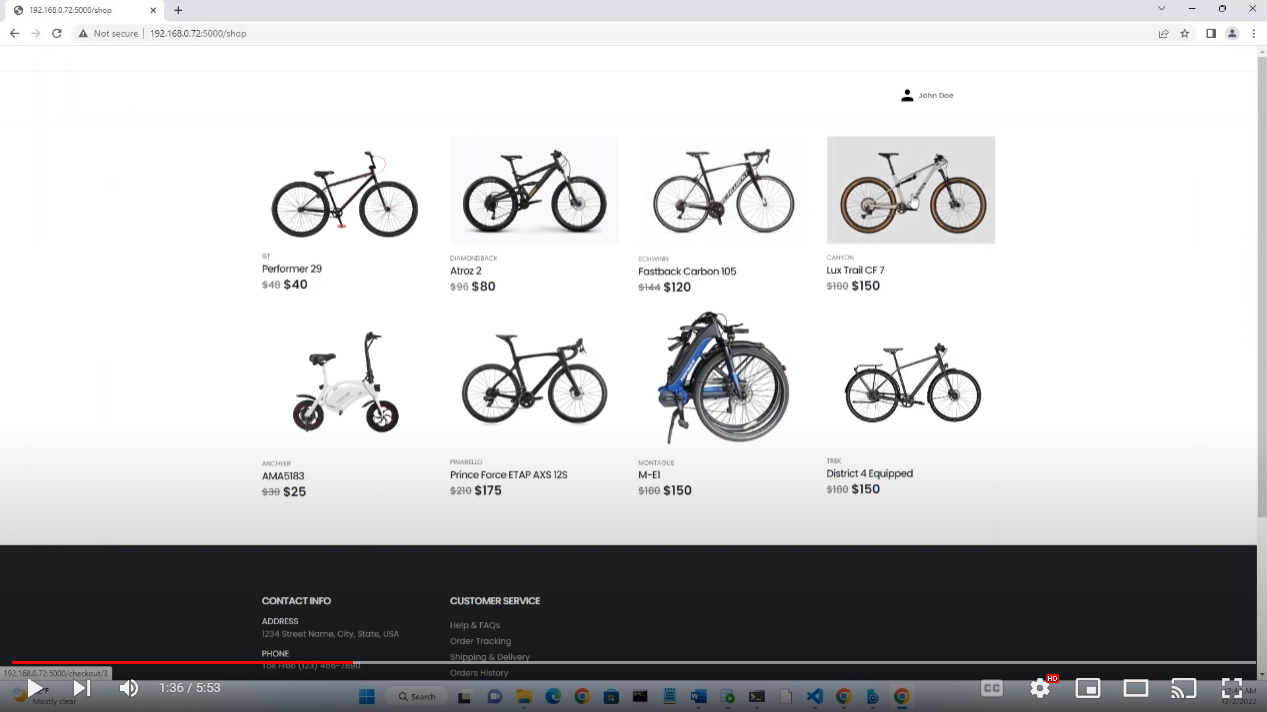 192.168.0.72:5000/shop
Not secure 192.168.0.72:5000/shop
John Doe
GT
Performer 29
$48 $40
DIAMONDBACK
Atroz 2
$96 $80
SCHWINN
Fastback Carbon 105
$144 $120
CANYON
Lux Trail CF 7
$180 $150
ANCHEER
AMA5183
$30 $25
PINARELLO
Prince Force ETAP AXS 12S
$210 $175
MONTAGUE
M-E1
$180 $150
TREK
District 4 Equipped
$180 $150
CONTACT INFO
ADDRESS
1234 Street Name, City, State, USA
PHONE
Toll Free (123) 456-7890
CUSTOMER SERVICE
Help & FAQs
Order Tracking
Shipping & Delivery
Orders History
192.168.0.72:5000/checkout/3
1:36 / 5:53
Mostly clear
Search
CC
HD
AM
12/2/2022